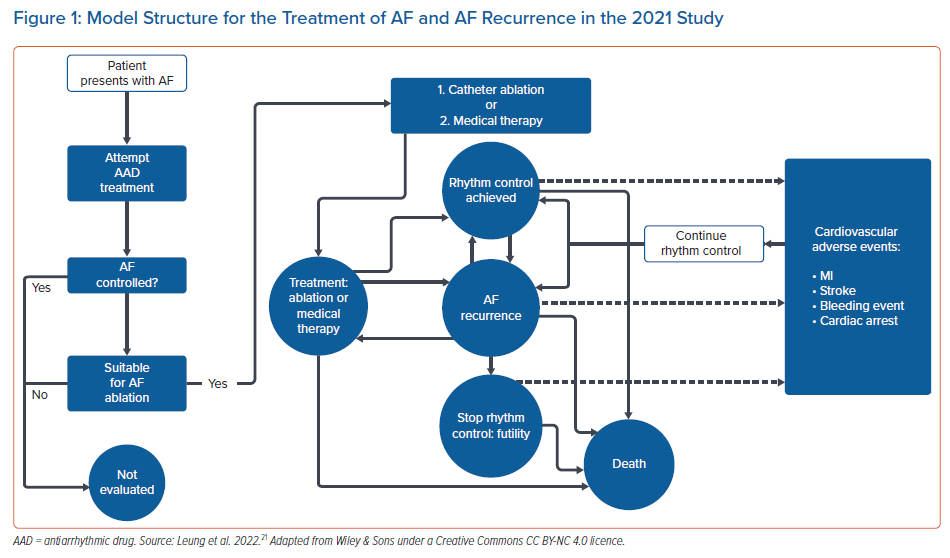 Figure 1: Model Structure for the Treatment of AF and AF Recurrence in the 2021 Study
Patient
presents with AF
Attempt
AAD
treatment
AF
controlled?
Yes
Suitable
for AF
ablation
No
Yes
Not
evaluated
1. Catheter ablation
or
2. Medical therapy
Rhythm control
achieved
Treatment:
ablation or
medical
therapy
AF
recurrence
Stop rhythm
control: futility
Death
Continue
rhythm control
Cardiovascular
adverse events:
• MI
• Stroke
• Bleeding event
• Cardiac arrest
AAD = antiarrhythmic drug. Source: Leung et al. 2022.21 Adapted from Wiley & Sons under a Creative Commons CC BY-NC 4.0 licence.